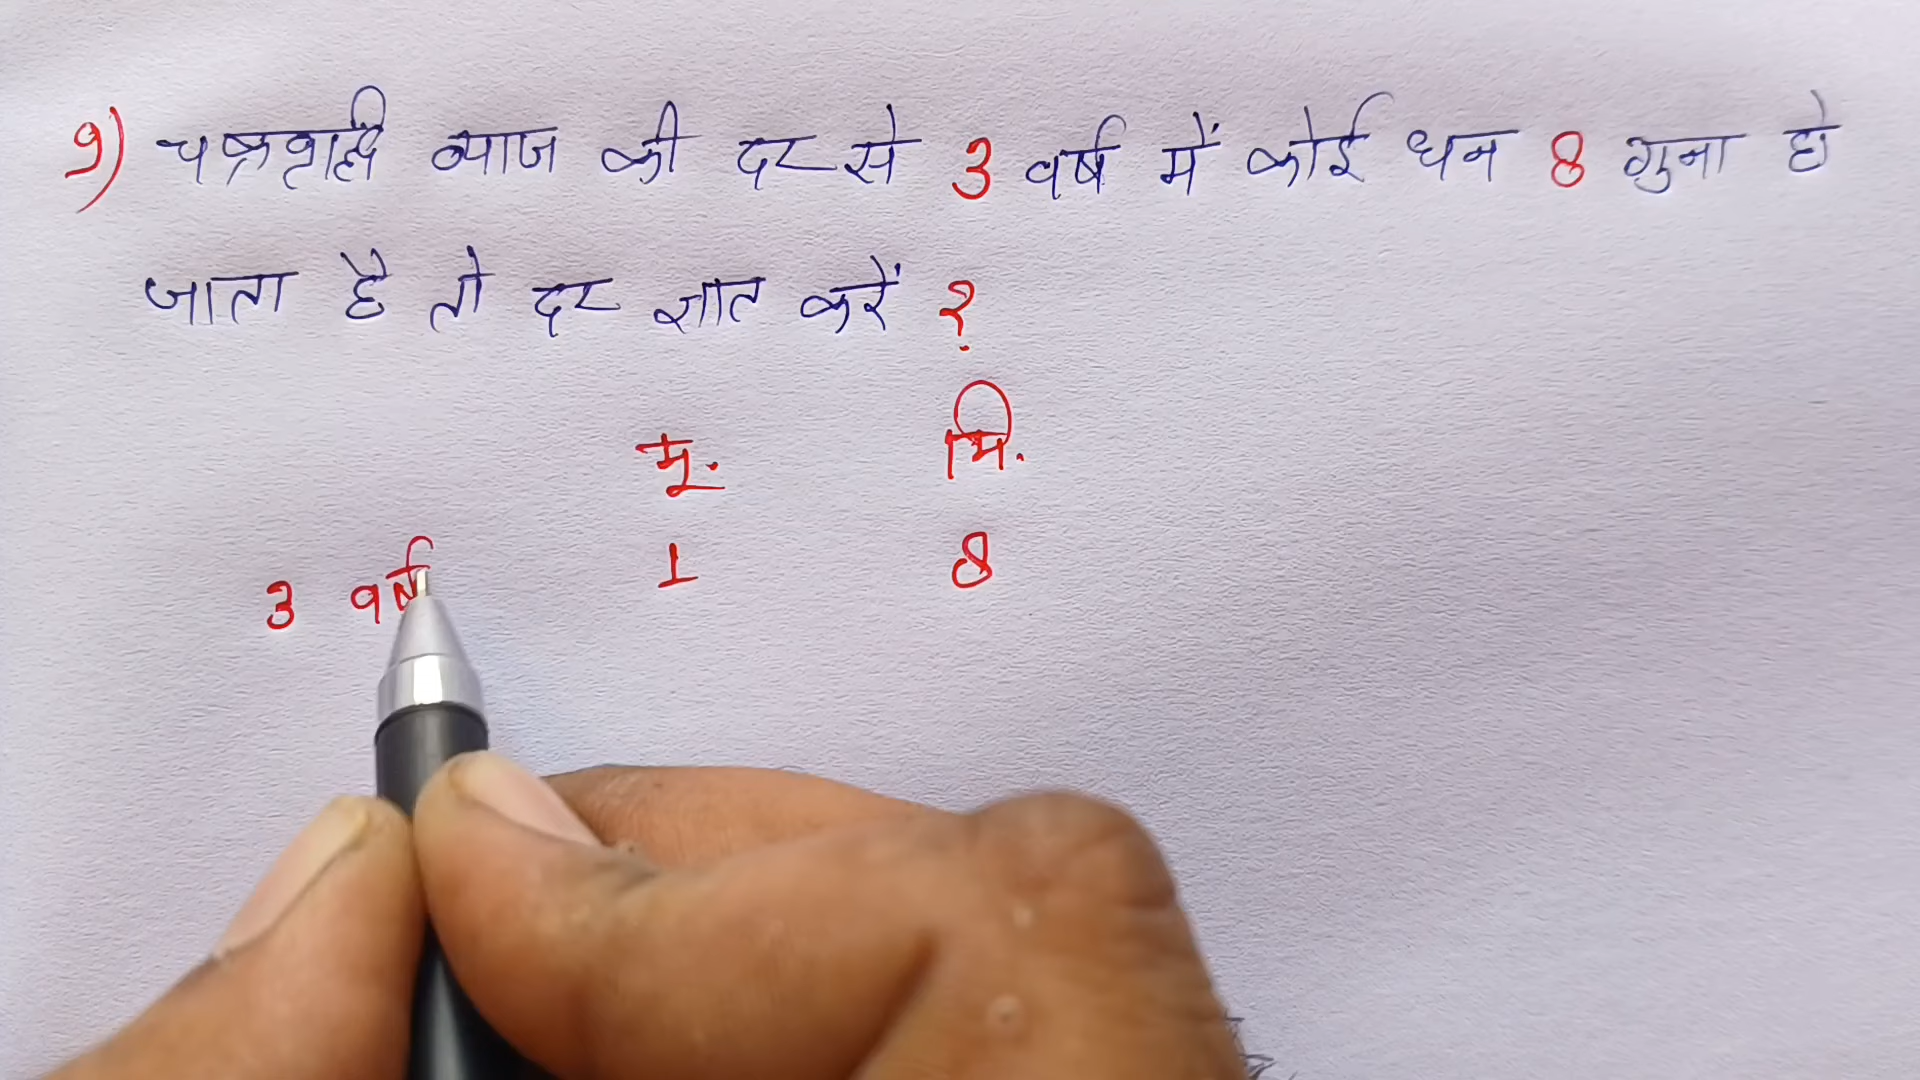 9) चक्रवृद्धि ब्याज की दर से 3 वर्ष में कोई धन 8 गुना हो
जाता है तो दर ज्ञात करें ?
मू. मि.
3 वर्ष 1 8